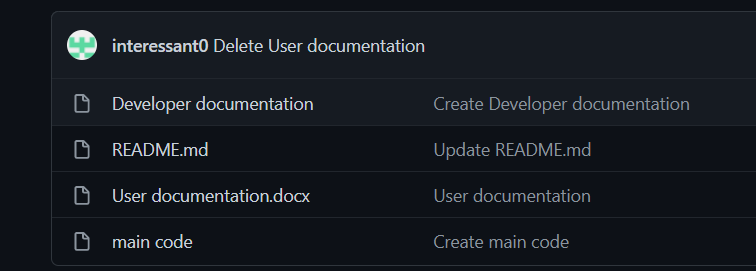 interessant0 Delete User documentation
Developer documentation Create Developer documentation
README.md Update README.md
User documentation.docx User documentation
main code Create main code